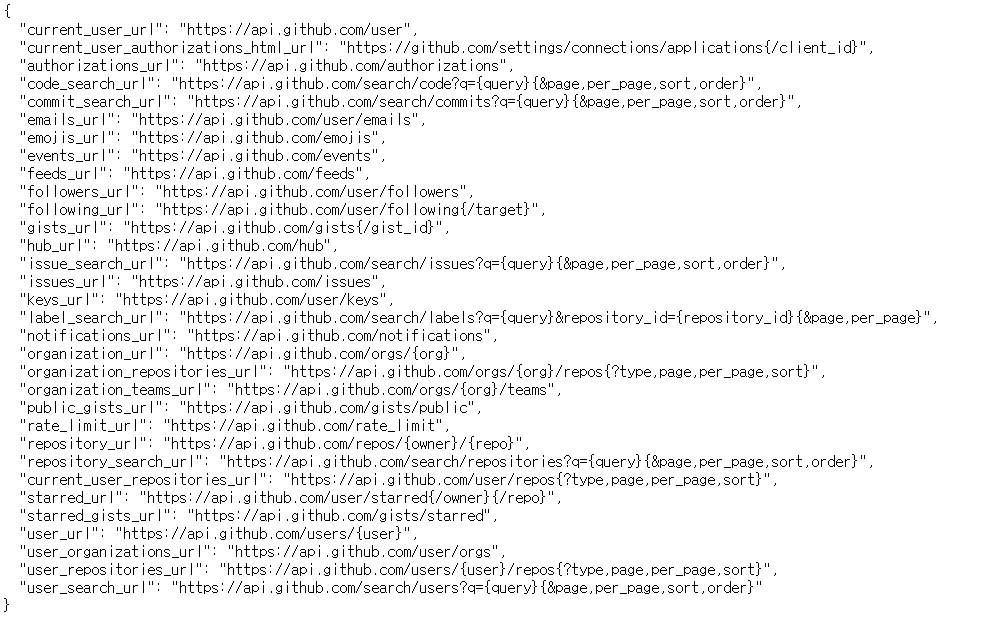 {
  "current_user_url": "https://api.github.com/user",
  "current_user_authorizations_html_url": "https://github.com/settings/connections/applications{/client_id}",
  "authorizations_url": "https://api.github.com/authorizations",
  "code_search_url": "https://api.github.com/search/code?q={query}{&page,per_page,sort,order}",
  "commit_search_url": "https://api.github.com/search/commits?q={query}{&page,per_page,sort,order}",
  "emails_url": "https://api.github.com/user/emails",
  "emojis_url": "https://api.github.com/emojis",
  "events_url": "https://api.github.com/events",
  "feeds_url": "https://api.github.com/feeds",
  "followers_url": "https://api.github.com/user/followers",
  "following_url": "https://api.github.com/user/following{/target}",
  "gists_url": "https://api.github.com/gists{/gist_id}",
  "hub_url": "https://api.github.com/hub",
  "issue_search_url": "https://api.github.com/search/issues?q={query}{&page,per_page,sort,order}",
  "issues_url": "https://api.github.com/issues",
  "keys_url": "https://api.github.com/user/keys",
  "label_search_url": "https://api.github.com/search/labels?q={query}&repository_id={repository_id}{&page,per_page}",
  "notifications_url": "https://api.github.com/notifications",
  "organization_url": "https://api.github.com/orgs/{org}",
  "organization_repositories_url": "https://api.github.com/orgs/{org}/repos{?type,page,per_page,sort}",
  "organization_teams_url": "https://api.github.com/orgs/{org}/teams",
  "public_gists_url": "https://api.github.com/gists/public",
  "rate_limit_url": "https://api.github.com/rate_limit",
  "repository_url": "https://api.github.com/repos/{owner}/{repo}",
  "repository_search_url": "https://api.github.com/search/repositories?q={query}{&page,per_page,sort,order}",
  "current_user_repositories_url": "https://api.github.com/user/repos{?type,page,per_page,sort}",
  "starred_url": "https://api.github.com/user/starred{/owner}{/repo}",
  "starred_gists_url": "https://api.github.com/gists/starred",
  "user_url": "https://api.github.com/users/{user}",
  "user_organizations_url": "https://api.github.com/user/orgs",
  "user_repositories_url": "https://api.github.com/users/{user}/repos{?type,page,per_page,sort}",
  "user_search_url": "https://api.github.com/search/users?q={query}{&page,per_page,sort,order}"
}